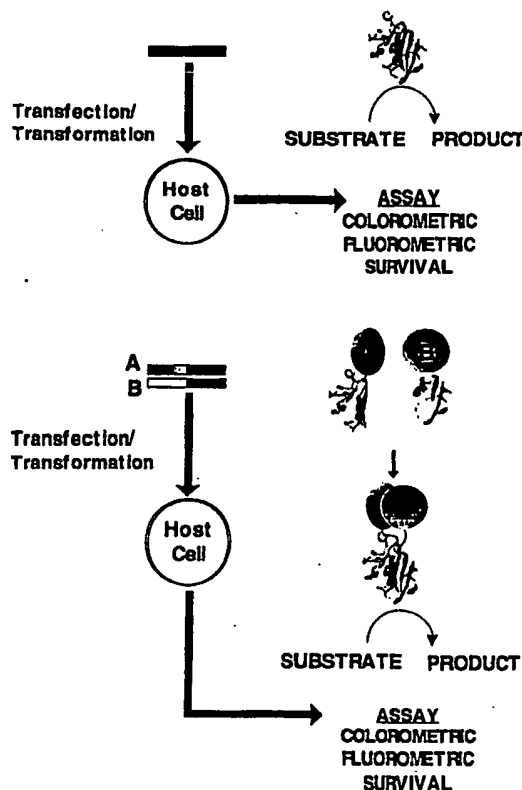 Transfection/
Transformation
SUBSTRATE PRODUCT
Host
Cell
ASSAY
COLOROMETRIC
FLUOROMETRIC
SURVIVAL
A
B
Transfection/
Transformation
Host
Cell
SUBSTRATE PRODUCT
ASSAY
COLOROMETRIC
FLUOROMETRIC
SURVIVAL